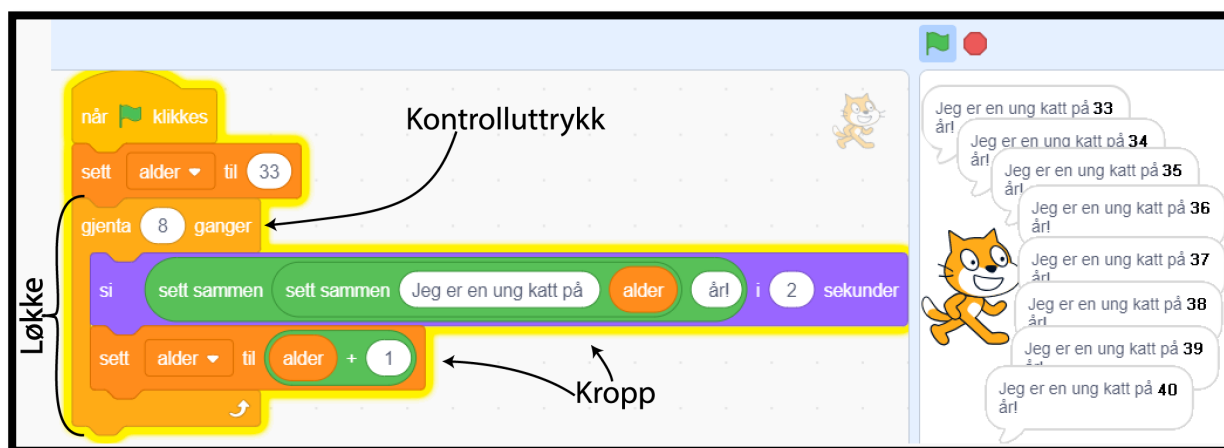 når klikkes
Kontrolluttrykk
sett alder til 33
gjenta 8 ganger
si sett sammen sett sammen Jeg er en ung katt på alder år! i 2 sekunder
sett alder til alder + 1
Løkke
Kropp
Jeg er en ung katt på 33
år!
Jeg er en ung katt på 34
år!
Jeg er en ung katt på 35
år!
Jeg er en ung katt på 36
år!
Jeg er en ung katt på 37
år!
Jeg er en ung katt på 38
år!
Jeg er en ung katt på 39
år!
Jeg er en ung katt på 40
år!